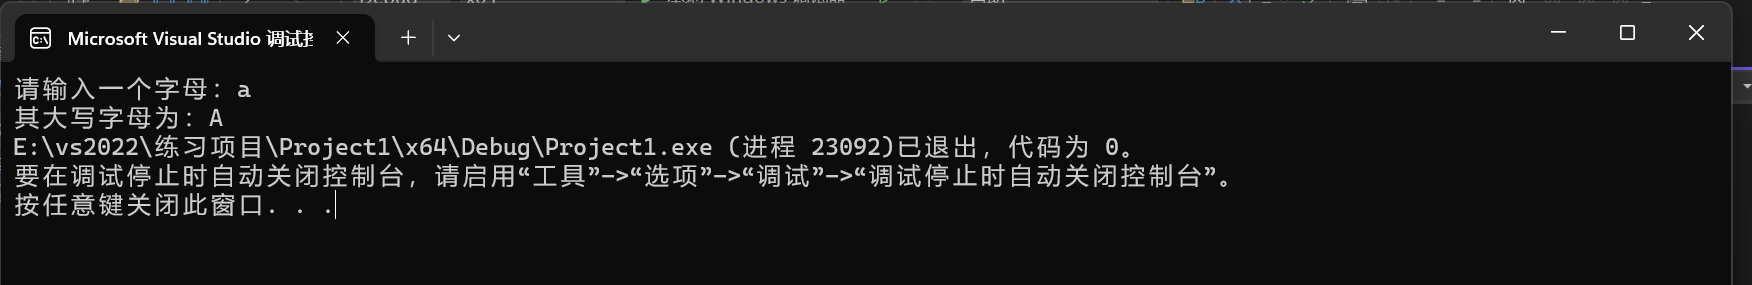 Microsoft Visual Studio 调试
请输入一个字母：a
其大写字母为：A
E:\vs2022\练习项目\Project1\x64\Debug\Project1.exe (进程 23092)已退出，代码为 0。
要在调试停止时自动关闭控制台，请启用“工具”->“选项”->“调试”->“调试停止时自动关闭控制台”。
按任意键关闭此窗口. . .